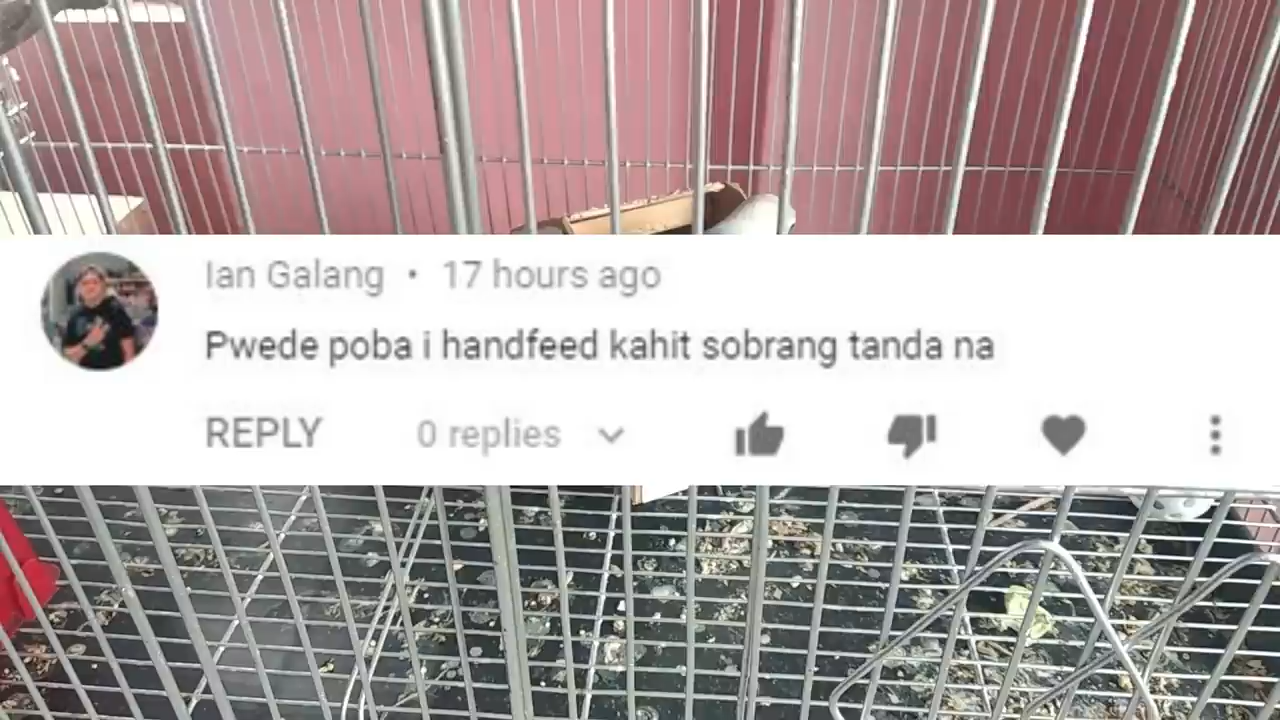 Ian Galang • 17 hours ago
Pwede poba i handfeed kahit sobrang tanda na
REPLY 0 replies